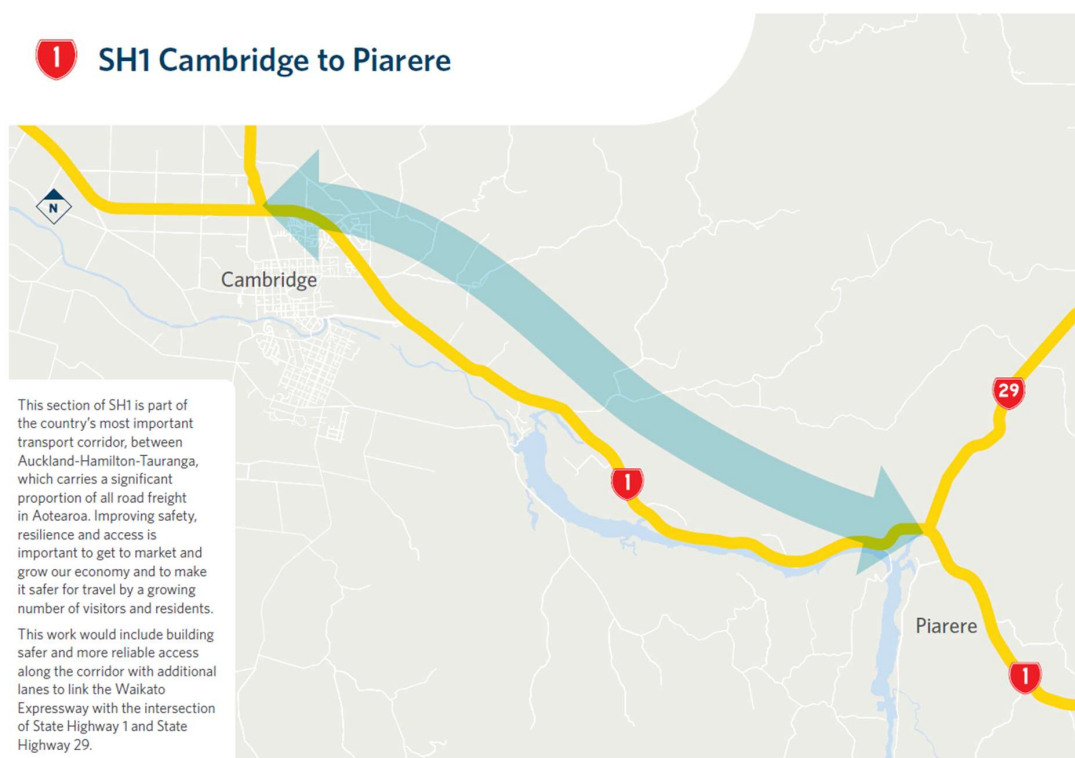 1
SH1 Cambridge to Piarere
N
Cambridge
29
1
Piarere
1
This section of SH1 is part of
the country's most important
transport corridor, between
Auckland-Hamilton-Tauranga,
which carries a significant
proportion of all road freight
in Aotearoa. Improving safety,
resilience and access is
important to get to market and
grow our economy and to make
it safer for travel by a growing
number of visitors and residents.
This work would include building
safer and more reliable access
along the corridor with additional
lanes to link the Waikato
Expressway with the intersection
of State Highway 1 and State
Highway 29.